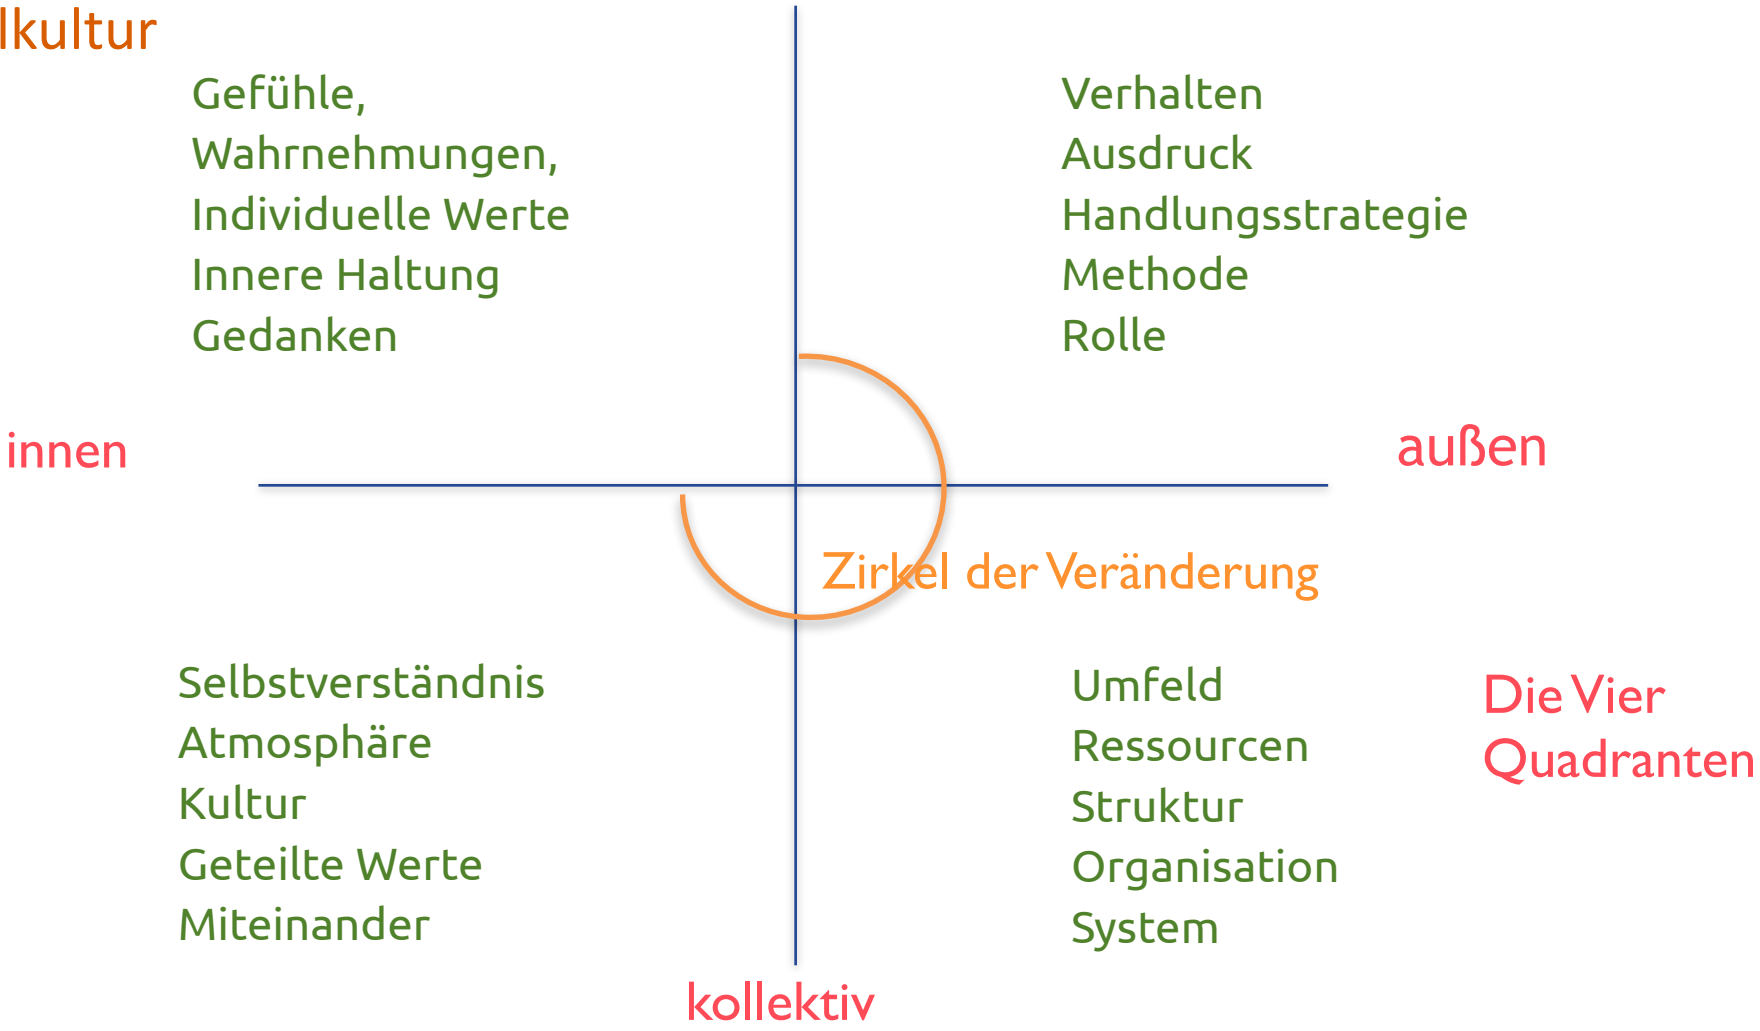 lkultur
Gefühle,
Wahrnehmungen,
Individuelle Werte
Innere Haltung
Gedanken
Verhalten
Ausdruck
Handlungsstrategie
Methode
Rolle
innen
außen
Zirkel der Veränderung
Selbstverständnis
Atmosphäre
Kultur
Geteilte Werte
Miteinander
Umfeld
Ressourcen
Struktur
Organisation
System
Die Vier
Quadranten
kollektiv